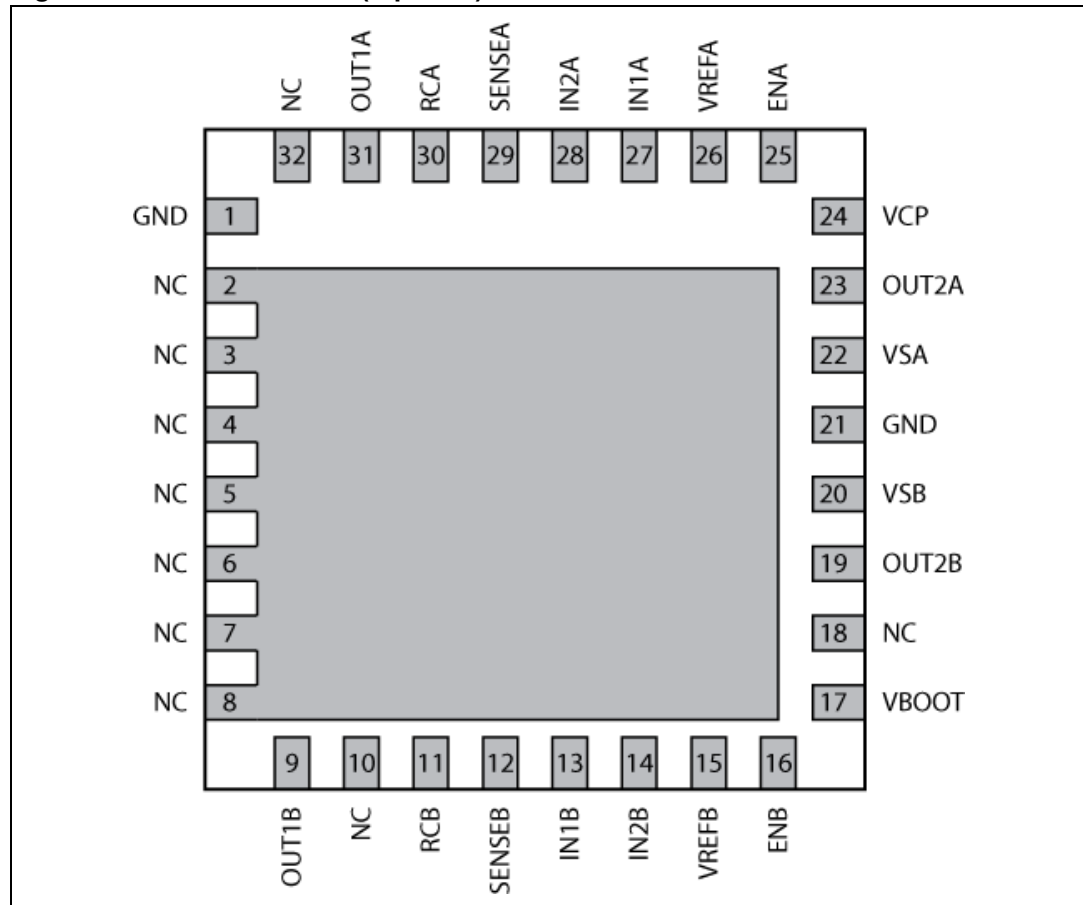 NC OUT1A RCA SENSEA IN2A IN1A VREFA ENA
32 31 30 29 28 27 26 25
GND 1 24 VCP
NC 2 23 OUT2A
NC 3 22 VSA
NC 4 21 GND
NC 5 20 VSB
NC 6 19 OUT2B
NC 7 18 NC
NC 8 17 VBOOT
9 10 11 12 13 14 15 16
OUT1B NC RCB SENSEB IN1B IN2B VREFB ENB